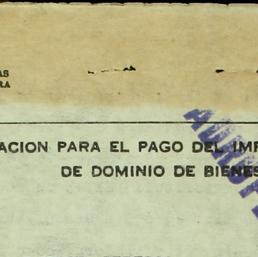 AS
RA
ACION PARA EL PAGO DEL IMP
DE DOMINIO DE BIENES